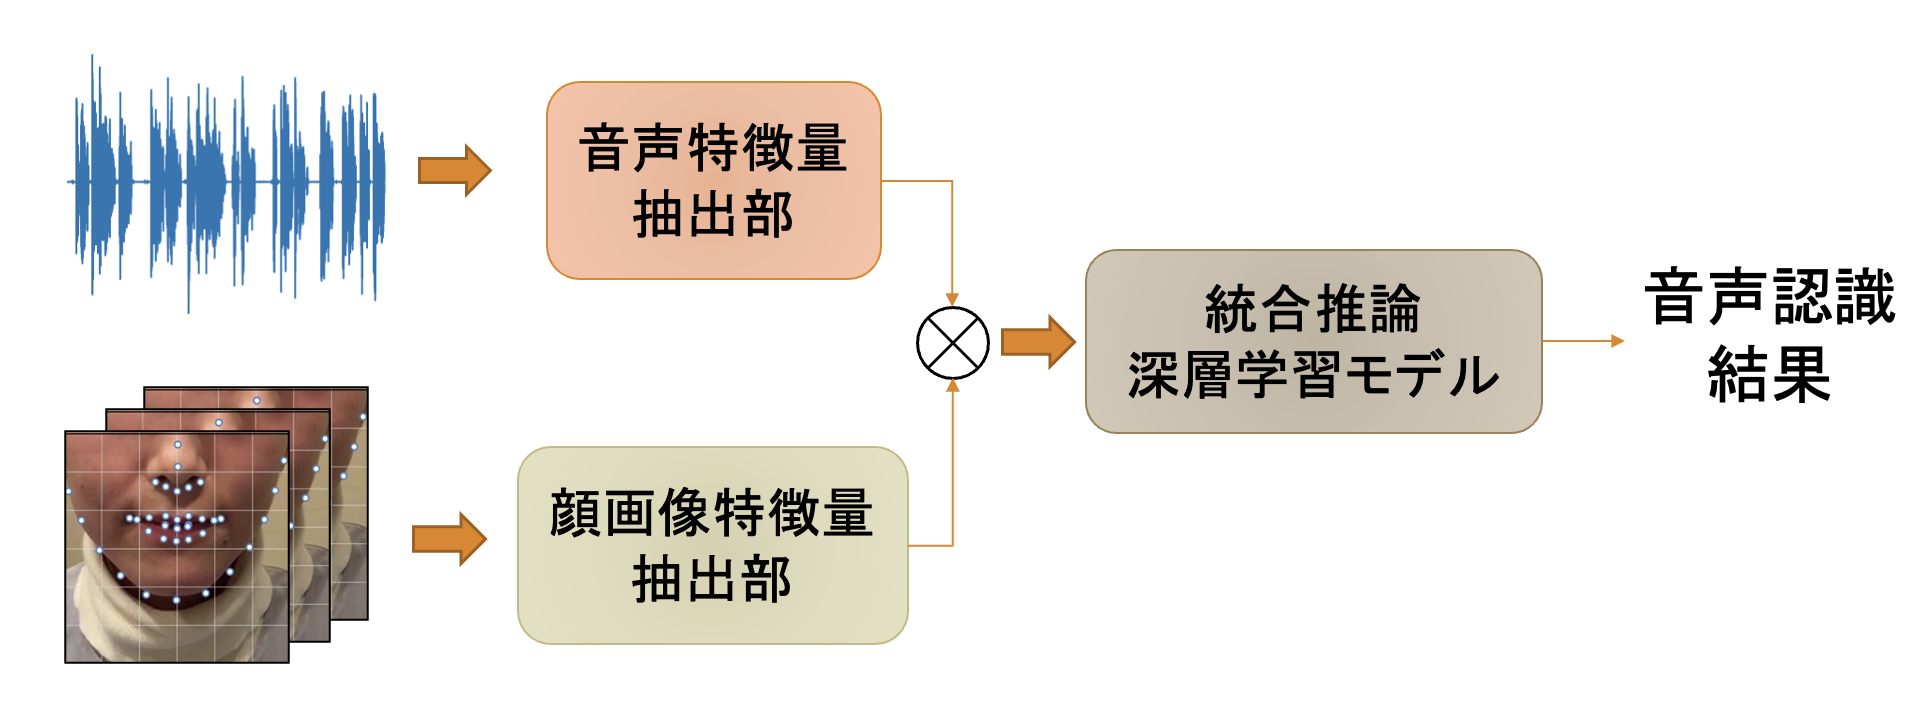 音声特徴量
抽出部
顔画像特徴量
抽出部
統合推論
深層学習モデル
音声認識
結果